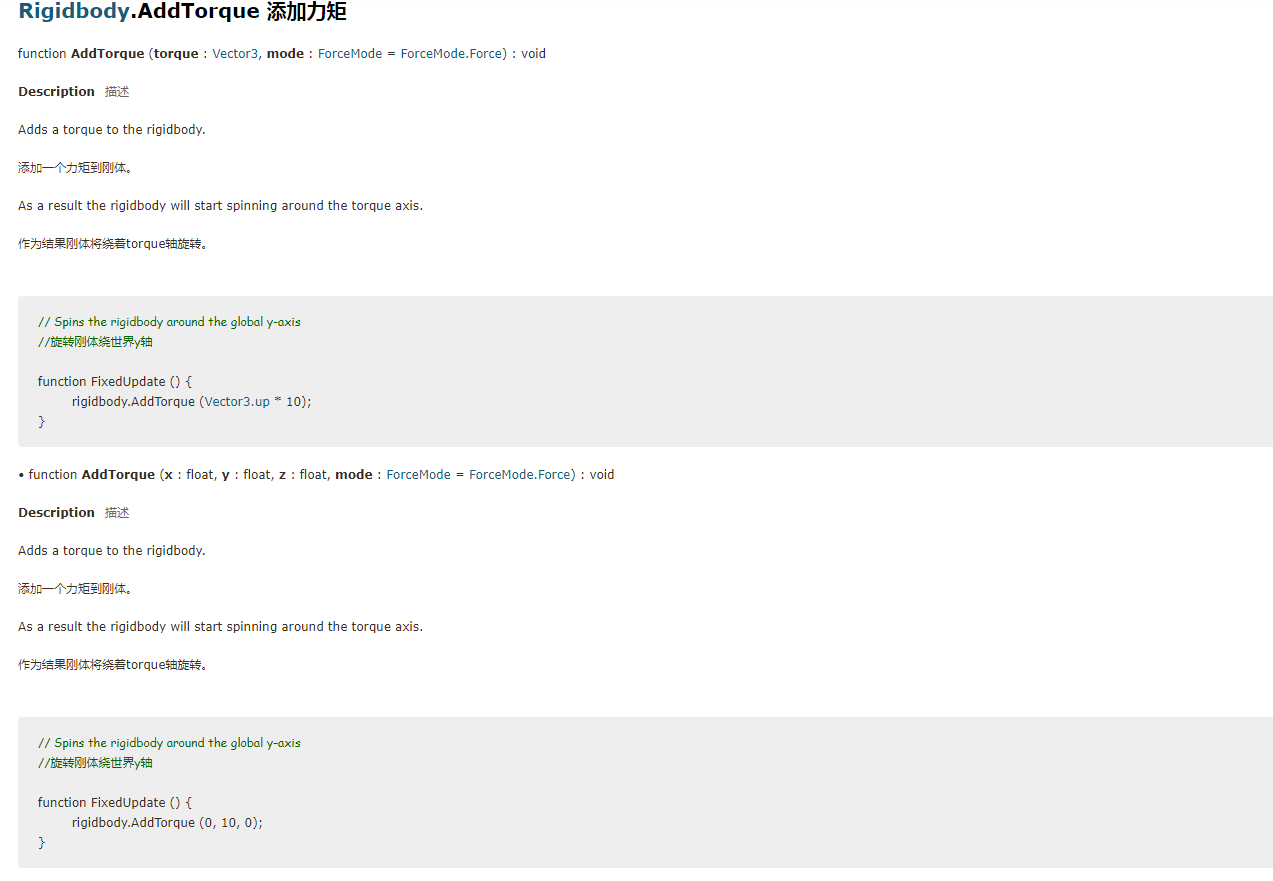 Rigidbody.AddTorque 添加力矩
function AddTorque (torque : Vector3, mode : ForceMode = ForceMode.Force) : void
Description 描述
Adds a torque to the rigidbody.
添加一个力矩到刚体。
As a result the rigidbody will start spinning around the torque axis.
作为结果刚体将绕着torque轴旋转。
// Spins the rigidbody around the global y-axis
//旋转刚体绕世界y轴
function FixedUpdate () {
rigidbody.AddTorque (Vector3.up * 10);
}
• function AddTorque (x : float, y : float, z : float, mode : ForceMode = ForceMode.Force) : void
Description 描述
Adds a torque to the rigidbody.
添加一个力矩到刚体。
As a result the rigidbody will start spinning around the torque axis.
作为结果刚体将绕着torque轴旋转。
// Spins the rigidbody around the global y-axis
//旋转刚体绕世界y轴
function FixedUpdate () {
rigidbody.AddTorque (0, 10, 0);
}